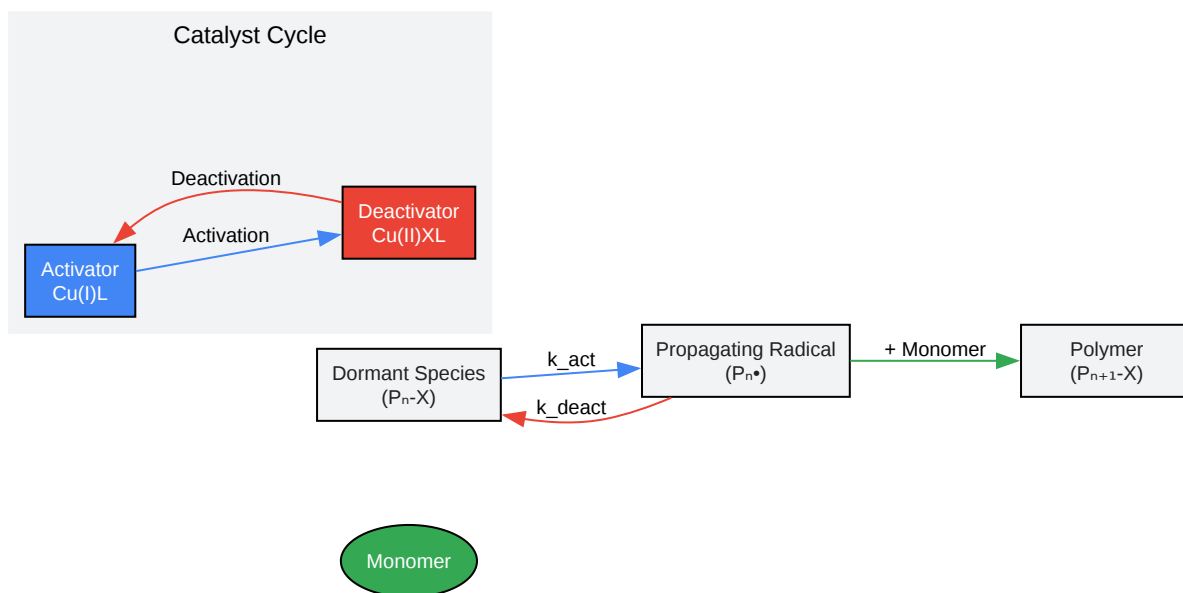 Catalyst Cycle
Deactivation
Activation
Deactivator
Cu(II)XL
Activator
Cu(I)L
k_act
k_deact
Dormant Species
(Pₙ-X)
Propagating Radical
(Pₙ•)
+ Monomer
Polymer
(Pₙ₊₁-X)
Monomer